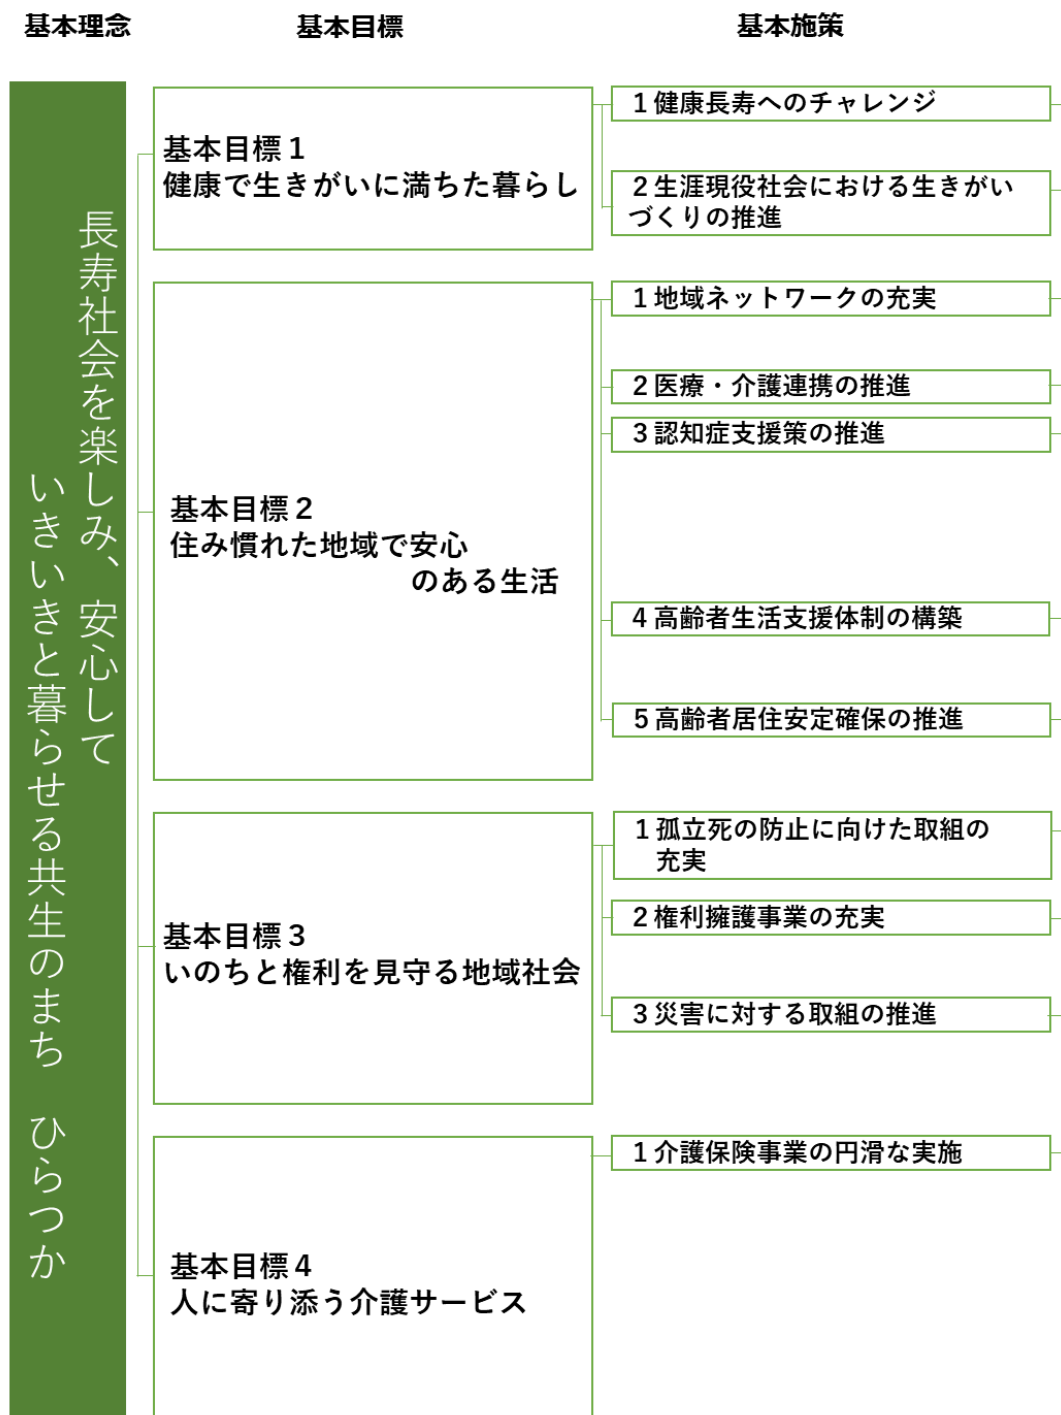 基本理念
基本目標
基本施策
長寿社会を楽しみ、安心して
いきいきと暮らせる共生のまち　ひらつか
基本目標１
健康で生きがいに満ちた暮らし
１健康長寿へのチャレンジ
２生涯現役社会における生きがい
づくりの推進
基本目標２
住み慣れた地域で安心
のある生活
１地域ネットワークの充実
２医療・介護連携の推進
３認知症支援策の推進
４高齢者生活支援体制の構築
５高齢者居住安定確保の推進
基本目標３
いのちと権利を見守る地域社会
１孤立死の防止に向けた取組の
充実
２権利擁護事業の充実
３災害に対する取組の推進
基本目標４
人に寄り添う介護サービス
１介護保険事業の円滑な実施